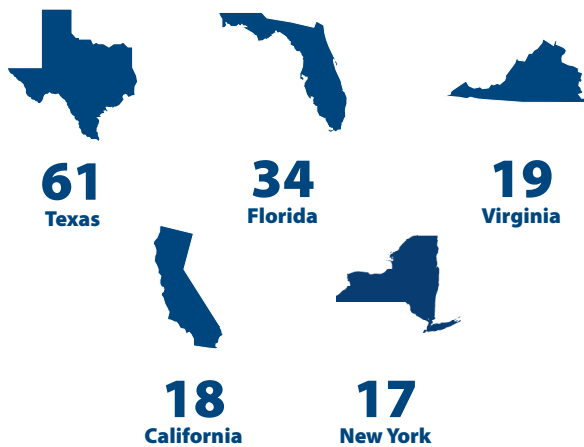 61
Texas
34
Florida
19
Virginia
18
California
17
New York